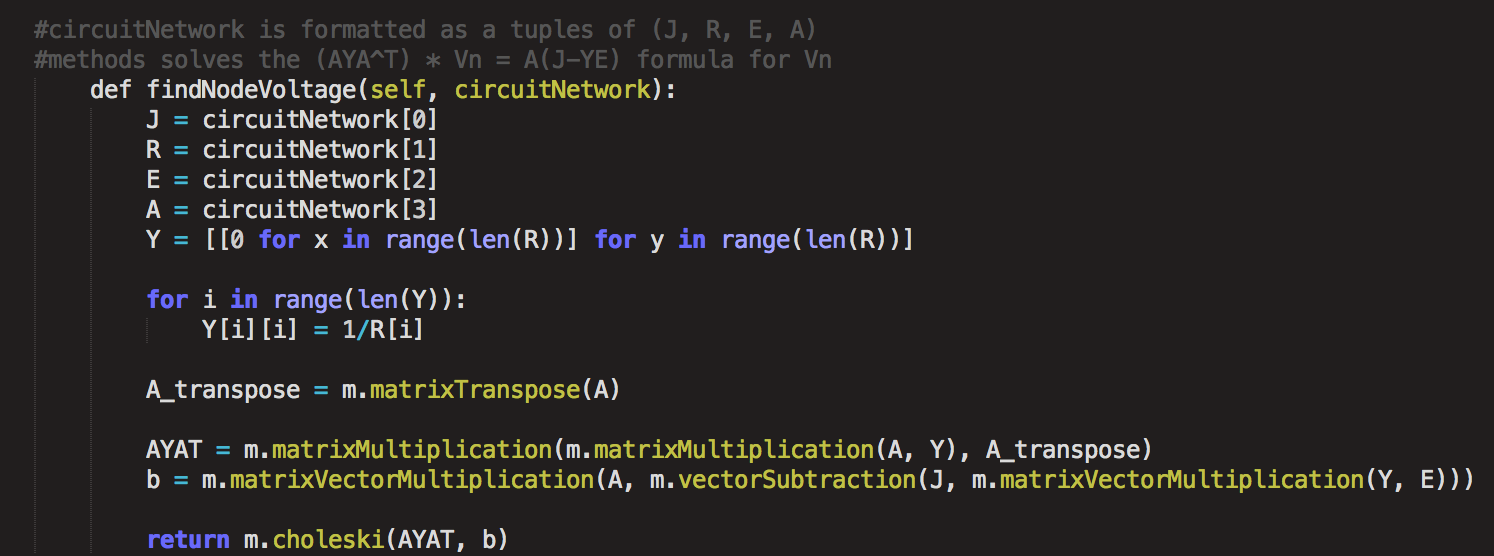 #circuitNetwork is formatted as a tuples of (J, R, E, A)
#methods solves the (AYA^T) * Vn = A(J-YE) formula for Vn
def findNodeVoltage(self, circuitNetwork):
J = circuitNetwork[0]
R = circuitNetwork[1]
E = circuitNetwork[2]
A = circuitNetwork[3]
Y = [[0 for x in range(len(R))] for y in range(len(R))]
for i in range(len(Y)):
Y[i][i] = 1/R[i]
A_transpose = m.matrixTranspose(A)
AYAT = m.matrixMultiplication(m.matrixMultiplication(A, Y), A_transpose)
b = m.matrixVectorMultiplication(A, m.vectorSubtraction(J, m.matrixVectorMultiplication(Y, E)))
return m.choleski(AYAT, b)